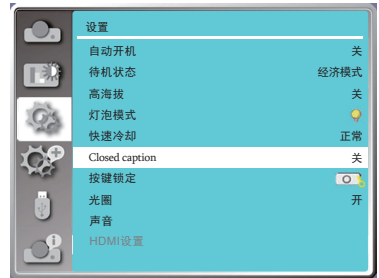 设置
自动开机 关
待机状态 经济模式
高海拔 关
灯泡模式
快速冷却 正常
Closed caption 关
按键锁定
光圈 开
声音
HDMI设置